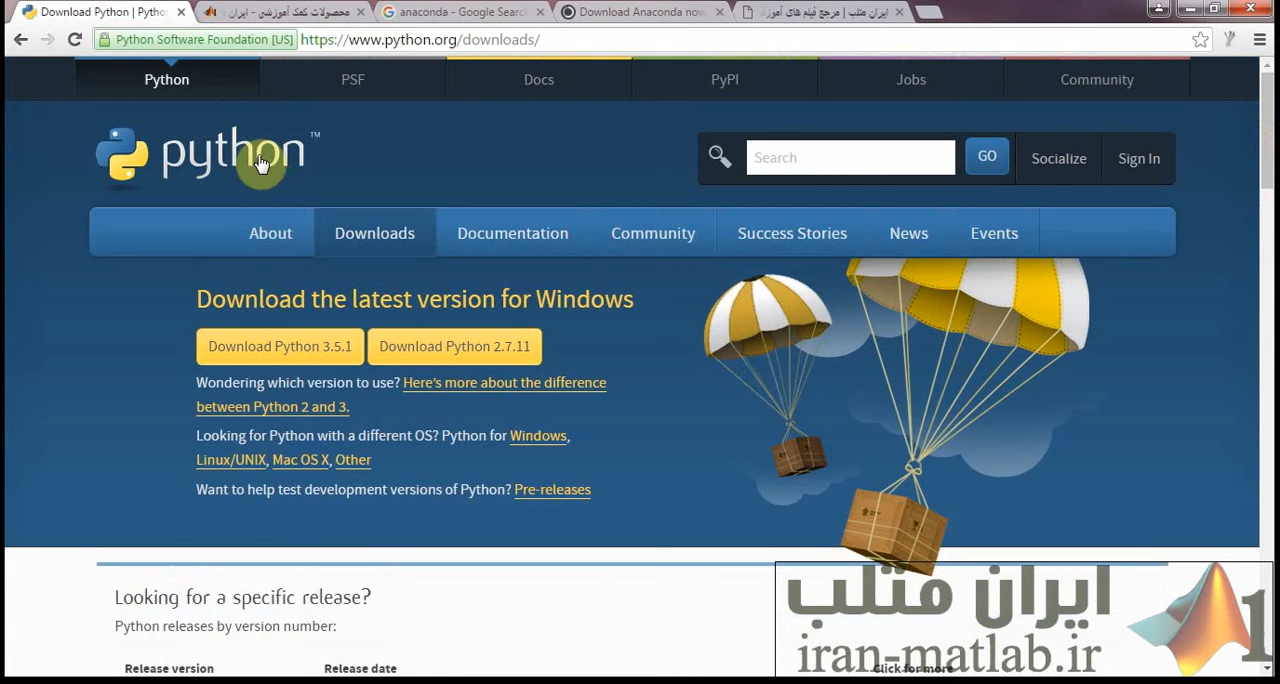 Download Python | Pytho
محصولات کمک آموزشی - ایران
anaconda - Google Search
Download Anaconda now
ایران متلب | مرجع فیلم های آموز
Python Software Foundation [US]
https://www.python.org/downloads/
Python
PSF
Docs
PyPI
Jobs
Community
python™
Search
GO
Socialize
Sign In
About
Downloads
Documentation
Community
Success Stories
News
Events
Download the latest version for Windows
Download Python 3.5.1
Download Python 2.7.11
Wondering which version to use? Here's more about the difference
between Python 2 and 3.
Looking for Python with a different OS? Python for Windows,
Linux/UNIX, Mac OS X, Other
Want to help test development versions of Python? Pre-releases
Looking for a specific release?
Python releases by version number:
Release version
Release date
Click for more
ایران متلب
iran-matlab.ir
1